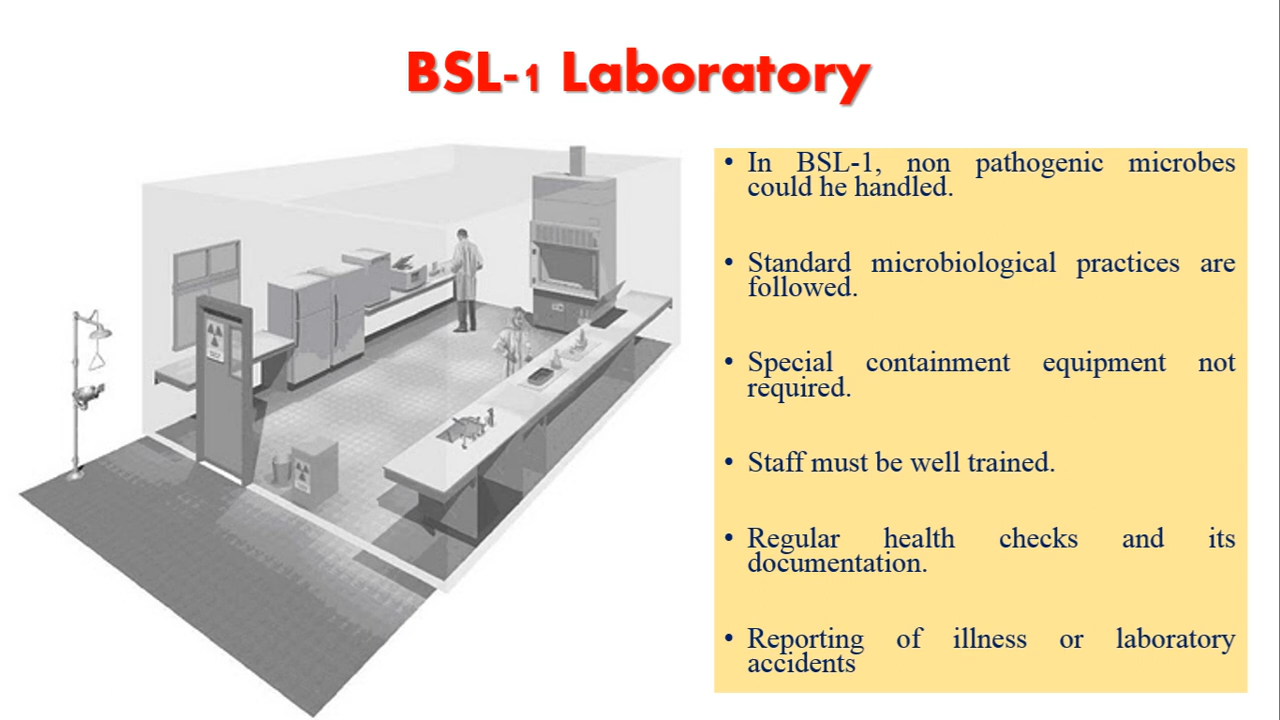 BSL-1 Laboratory
• In BSL-1, non pathogenic microbes
could he handled.
• Standard microbiological practices are
followed.
• Special containment equipment not
required.
• Staff must be well trained.
• Regular health checks and its
documentation.
• Reporting of illness or laboratory
accidents